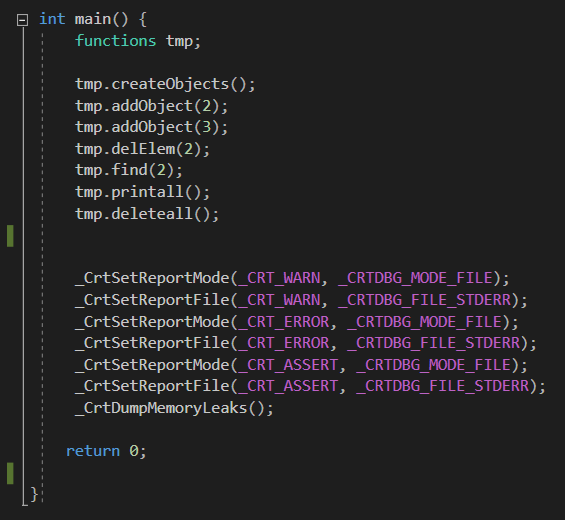 int main() {
functions tmp;
tmp.createObjects();
tmp.addObject(2);
tmp.addObject(3);
tmp.delElem(2);
tmp.find(2);
tmp.printall();
tmp.deleteall();
_CrtSetReportMode(_CRT_WARN, _CRTDBG_MODE_FILE);
_CrtSetReportFile(_CRT_WARN, _CRTDBG_FILE_STDERR);
_CrtSetReportMode(_CRT_ERROR, _CRTDBG_MODE_FILE);
_CrtSetReportFile(_CRT_ERROR, _CRTDBG_FILE_STDERR);
_CrtSetReportMode(_CRT_ASSERT, _CRTDBG_MODE_FILE);
_CrtSetReportFile(_CRT_ASSERT, _CRTDBG_FILE_STDERR);
_CrtDumpMemoryLeaks();
return 0;
}